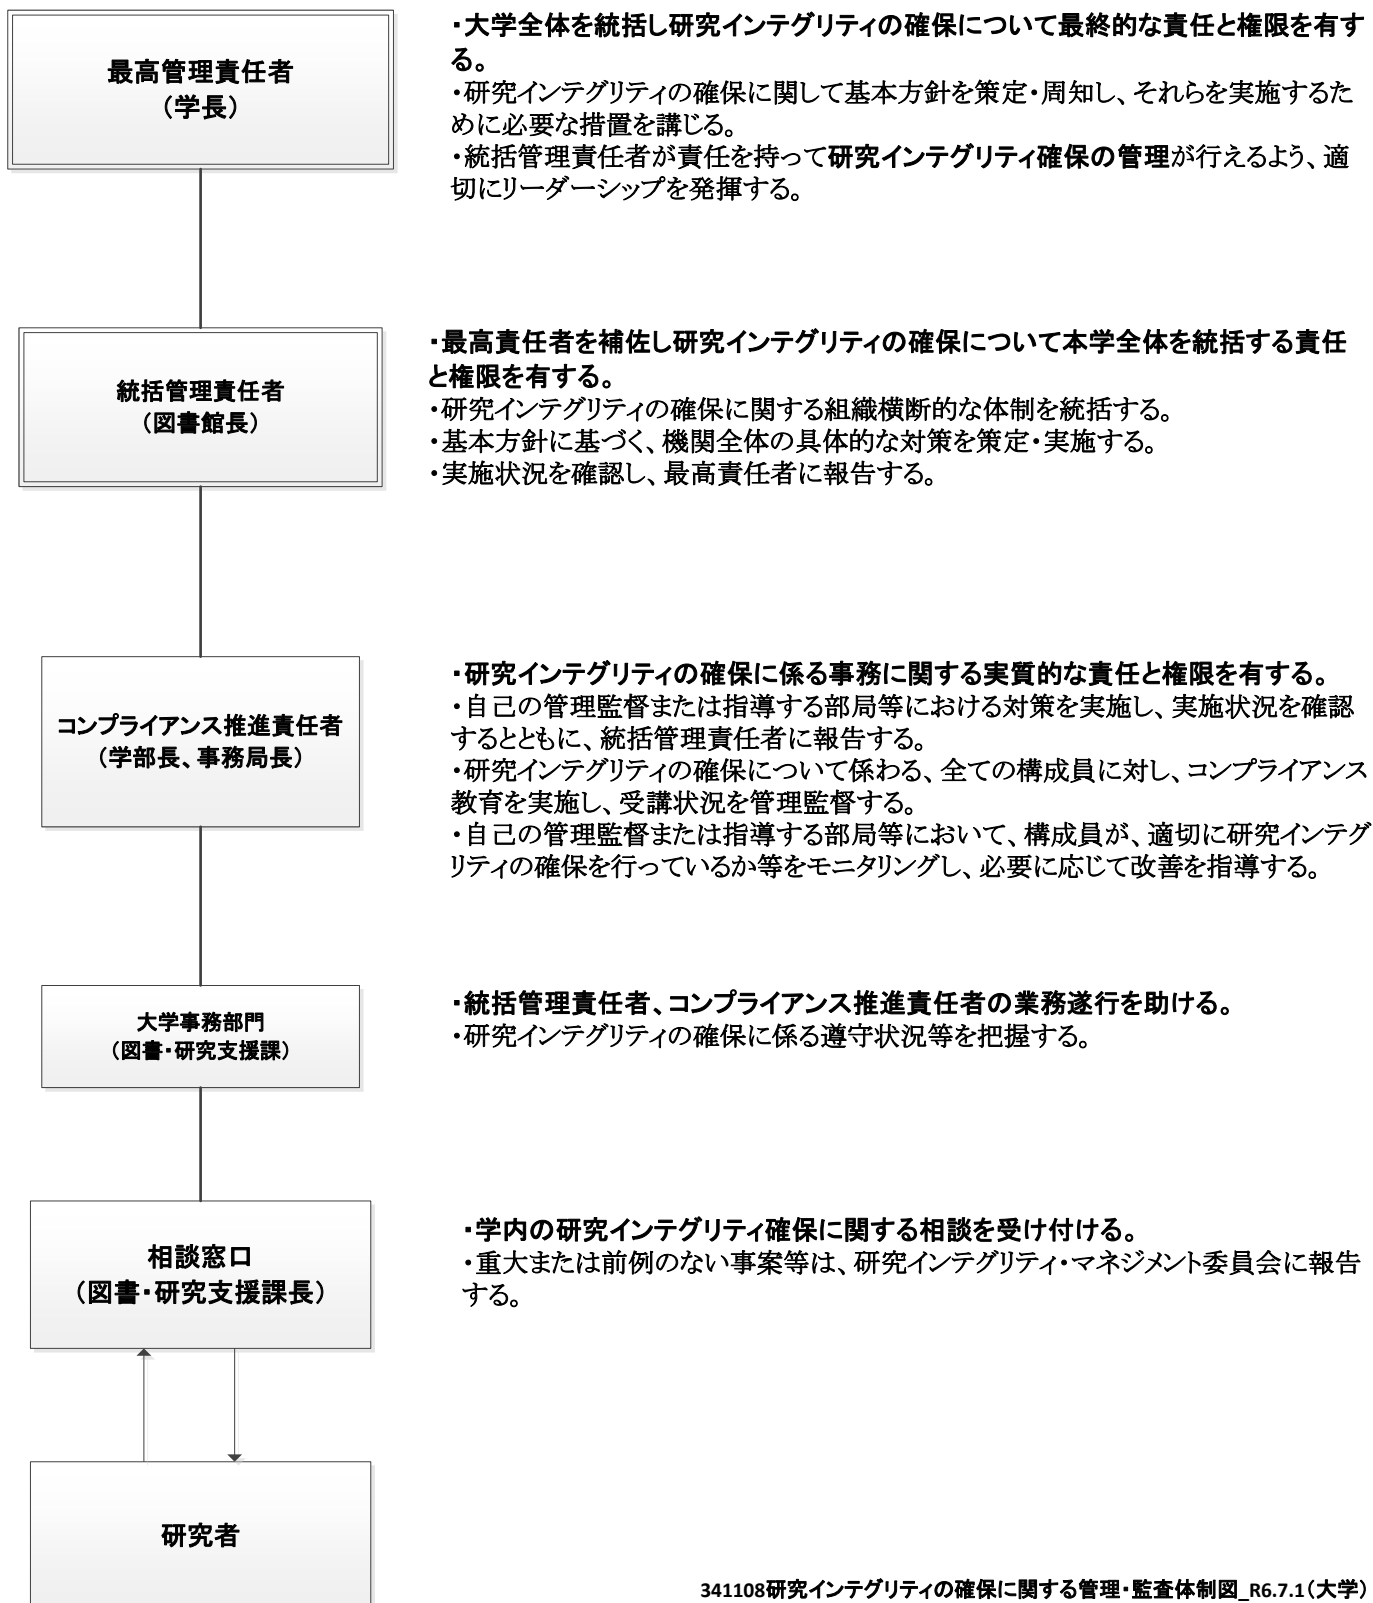 最高管理責任者
（学長）
・大学全体を統括し研究インテグリティの確保について最終的な責任と権限を有す
る。
・研究インテグリティの確保に関して基本方針を策定・周知し、それらを実施するた
めに必要な措置を講じる。
・統括管理責任者が責任を持って研究インテグリティ確保の管理が行えるよう、適
切にリーダーシップを発揮する。
統括管理責任者
（図書館長）
・最高責任者を補佐し研究インテグリティの確保について本学全体を統括する責任
と権限を有する。
・研究インテグリティの確保に関する組織横断的な体制を統括する。
・基本方針に基づく、機関全体の具体的な対策を策定・実施する。
・実施状況を確認し、最高責任者に報告する。
コンプライアンス推進責任者
（学部長、事務局長）
・研究インテグリティの確保に係る事務に関する実質的な責任と権限を有する。
・自己の管理監督または指導する部局等における対策を実施し、実施状況を確認
するとともに、統括管理責任者に報告する。
・研究インテグリティの確保について係わる、全ての構成員に対し、コンプライアンス
教育を実施し、受講状況を管理監督する。
・自己の管理監督または指導する部局等において、構成員が、適切に研究インテグ
リティの確保を行っているか等をモニタリングし、必要に応じて改善を指導する。
大学事務部門
（図書・研究支援課）
・統括管理責任者、コンプライアンス推進責任者の業務遂行を助ける。
・研究インテグリティの確保に係る遵守状況等を把握する。
相談窓口
（図書・研究支援課長）
・学内の研究インテグリティ確保に関する相談を受け付ける。
・重大または前例のない事案等は、研究インテグリティ・マネジメント委員会に報告
する。
研究者
341108研究インテグリティの確保に関する管理・監査体制図_R6.7.1（大学）